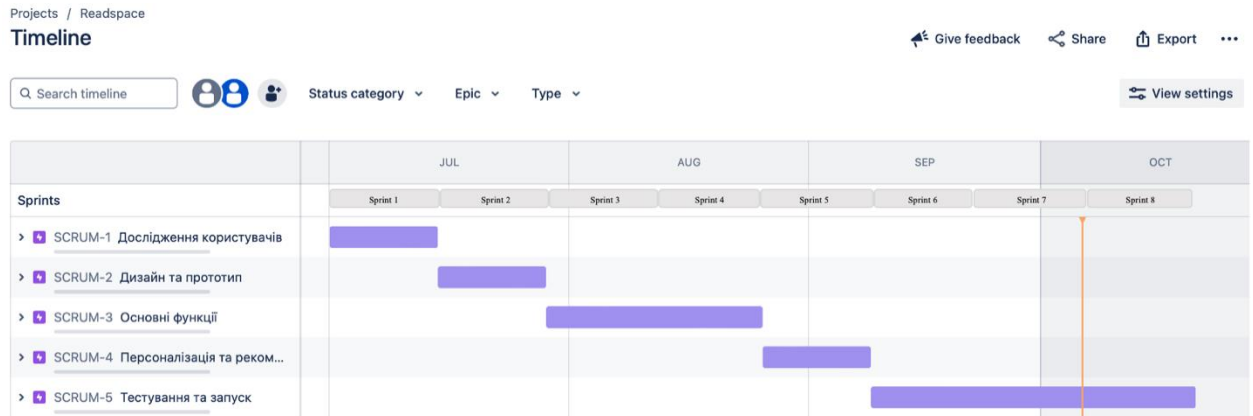 Projects / Readspace
Timeline
Give feedback
Share
Export
Search timeline
Status category
Epic
Type
View settings
JUL
AUG
SEP
OCT
Sprints
Sprint 1
Sprint 2
Sprint 3
Sprint 4
Sprint 5
Sprint 6
Sprint 7
Sprint 8
SCRUM-1 Дослідження користувачів
SCRUM-2 Дизайн та прототип
SCRUM-3 Основні функції
SCRUM-4 Персоналізація та реком...
SCRUM-5 Тестування та запуск